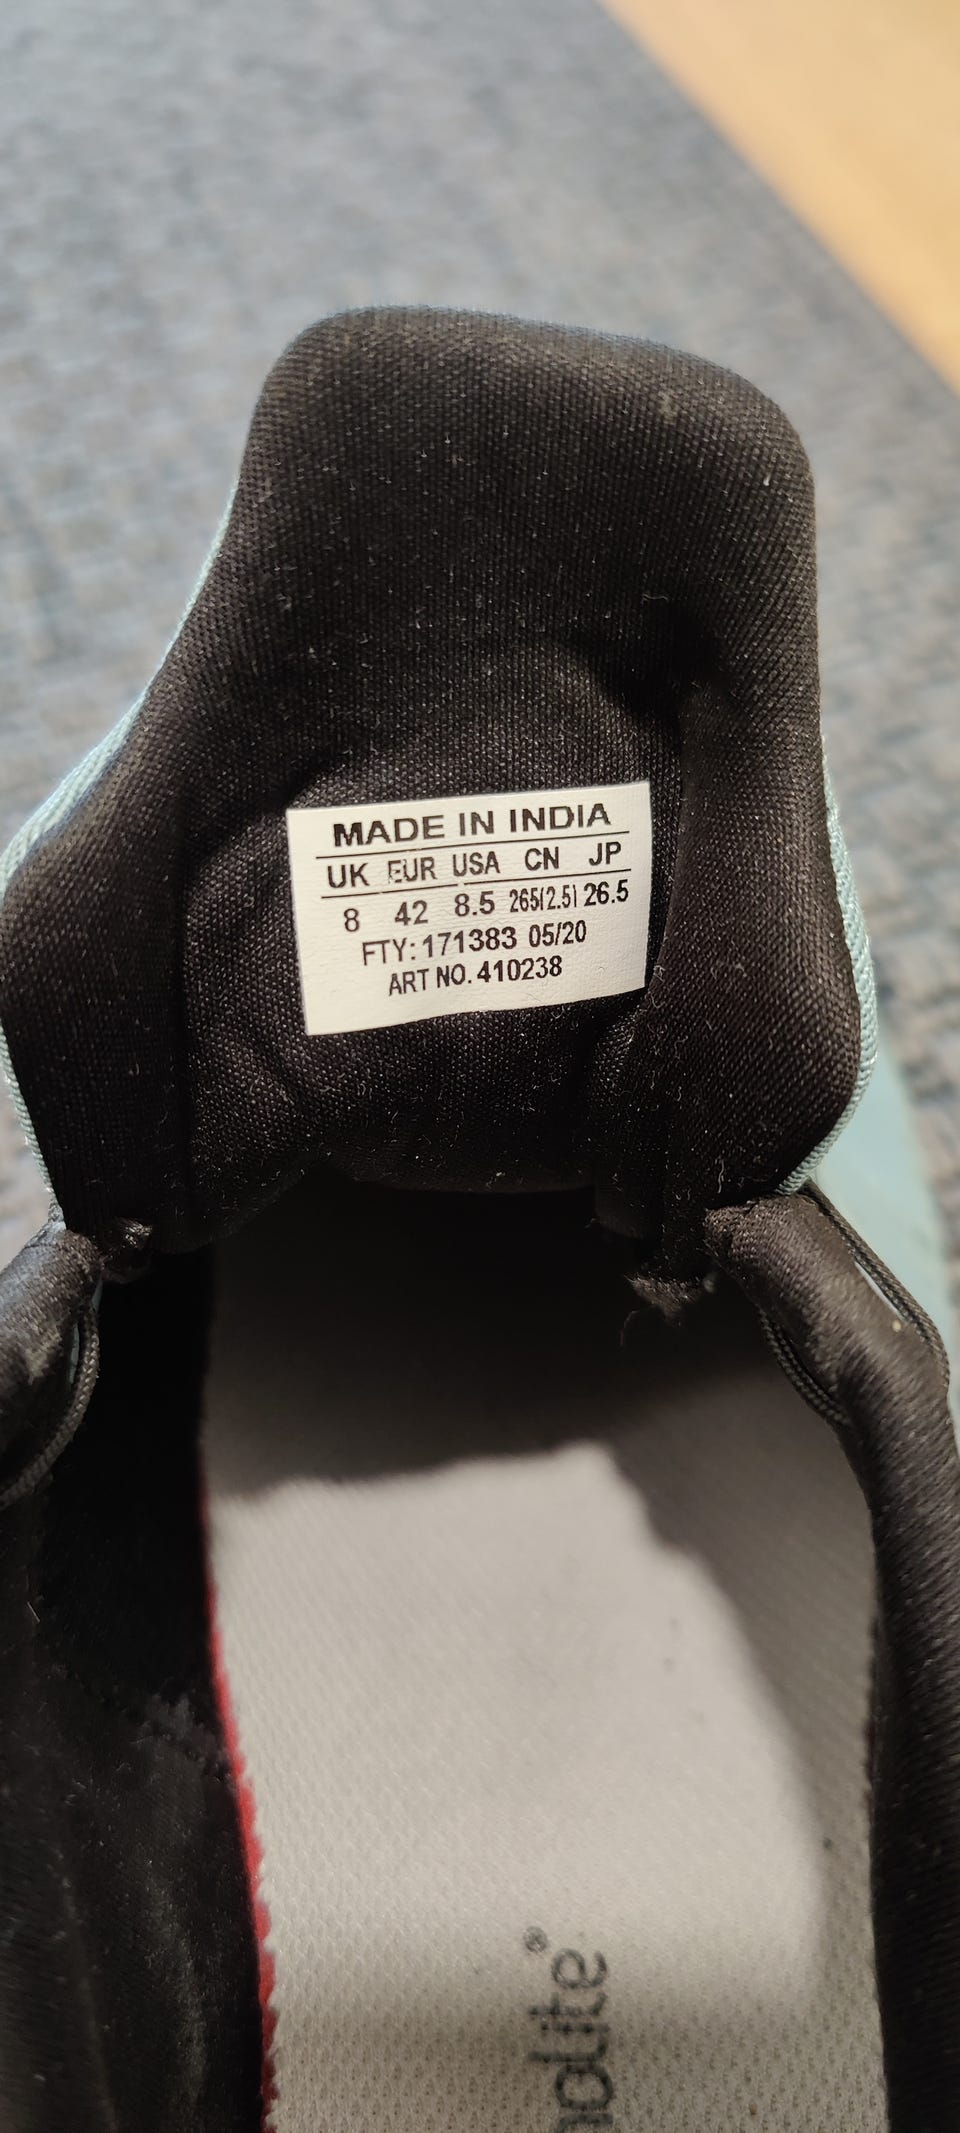 MADE IN INDIA
UK EUR USA CN JP
8 42 8.5 265(2.5) 26.5
FTY: 171383 05/20
ART NO. 410238